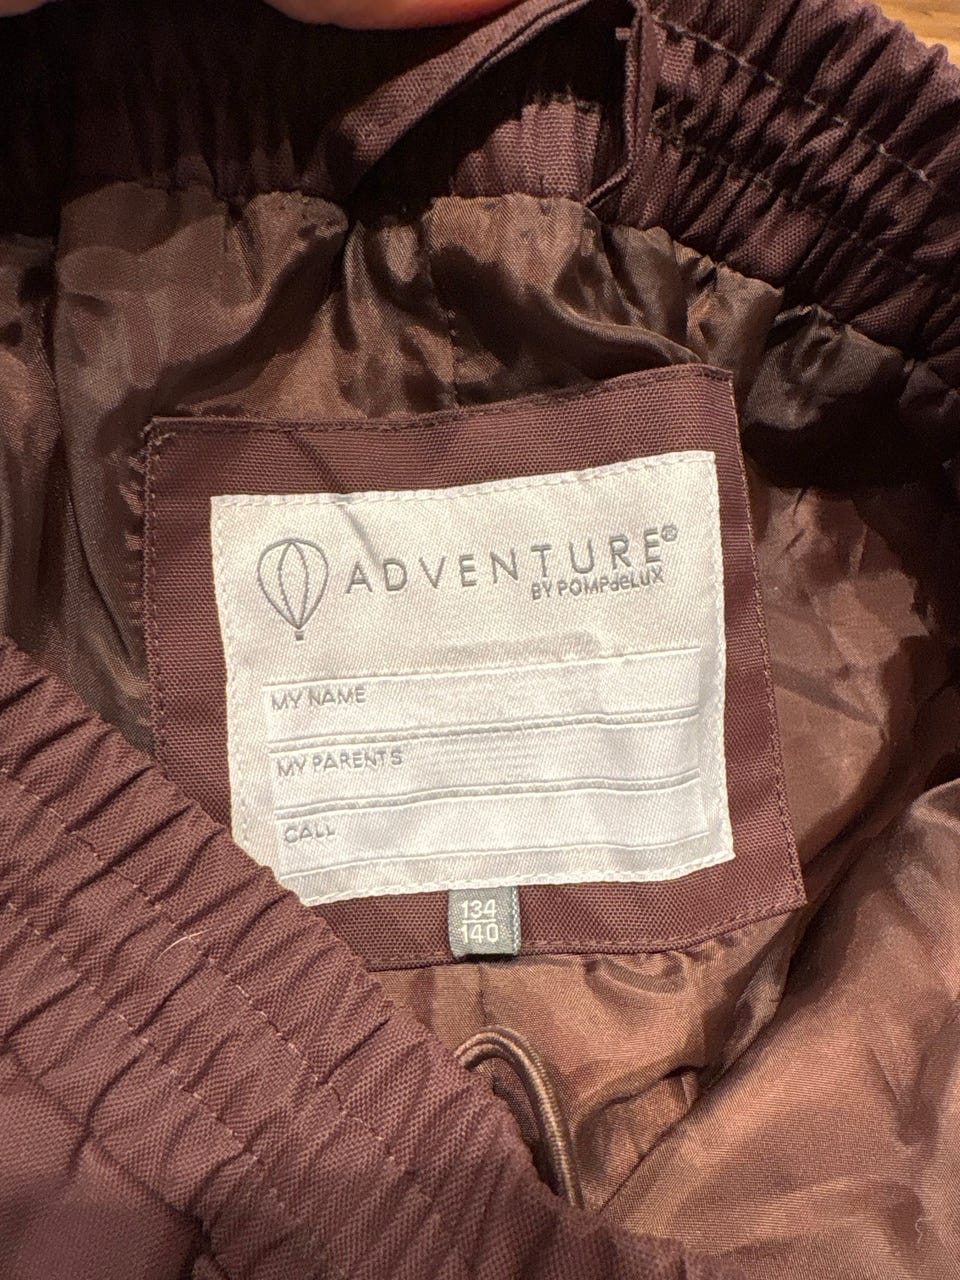 ADVENTURE®
BY POMPdeLUX
MY NAME
MY PARENTS
CALL
134
140